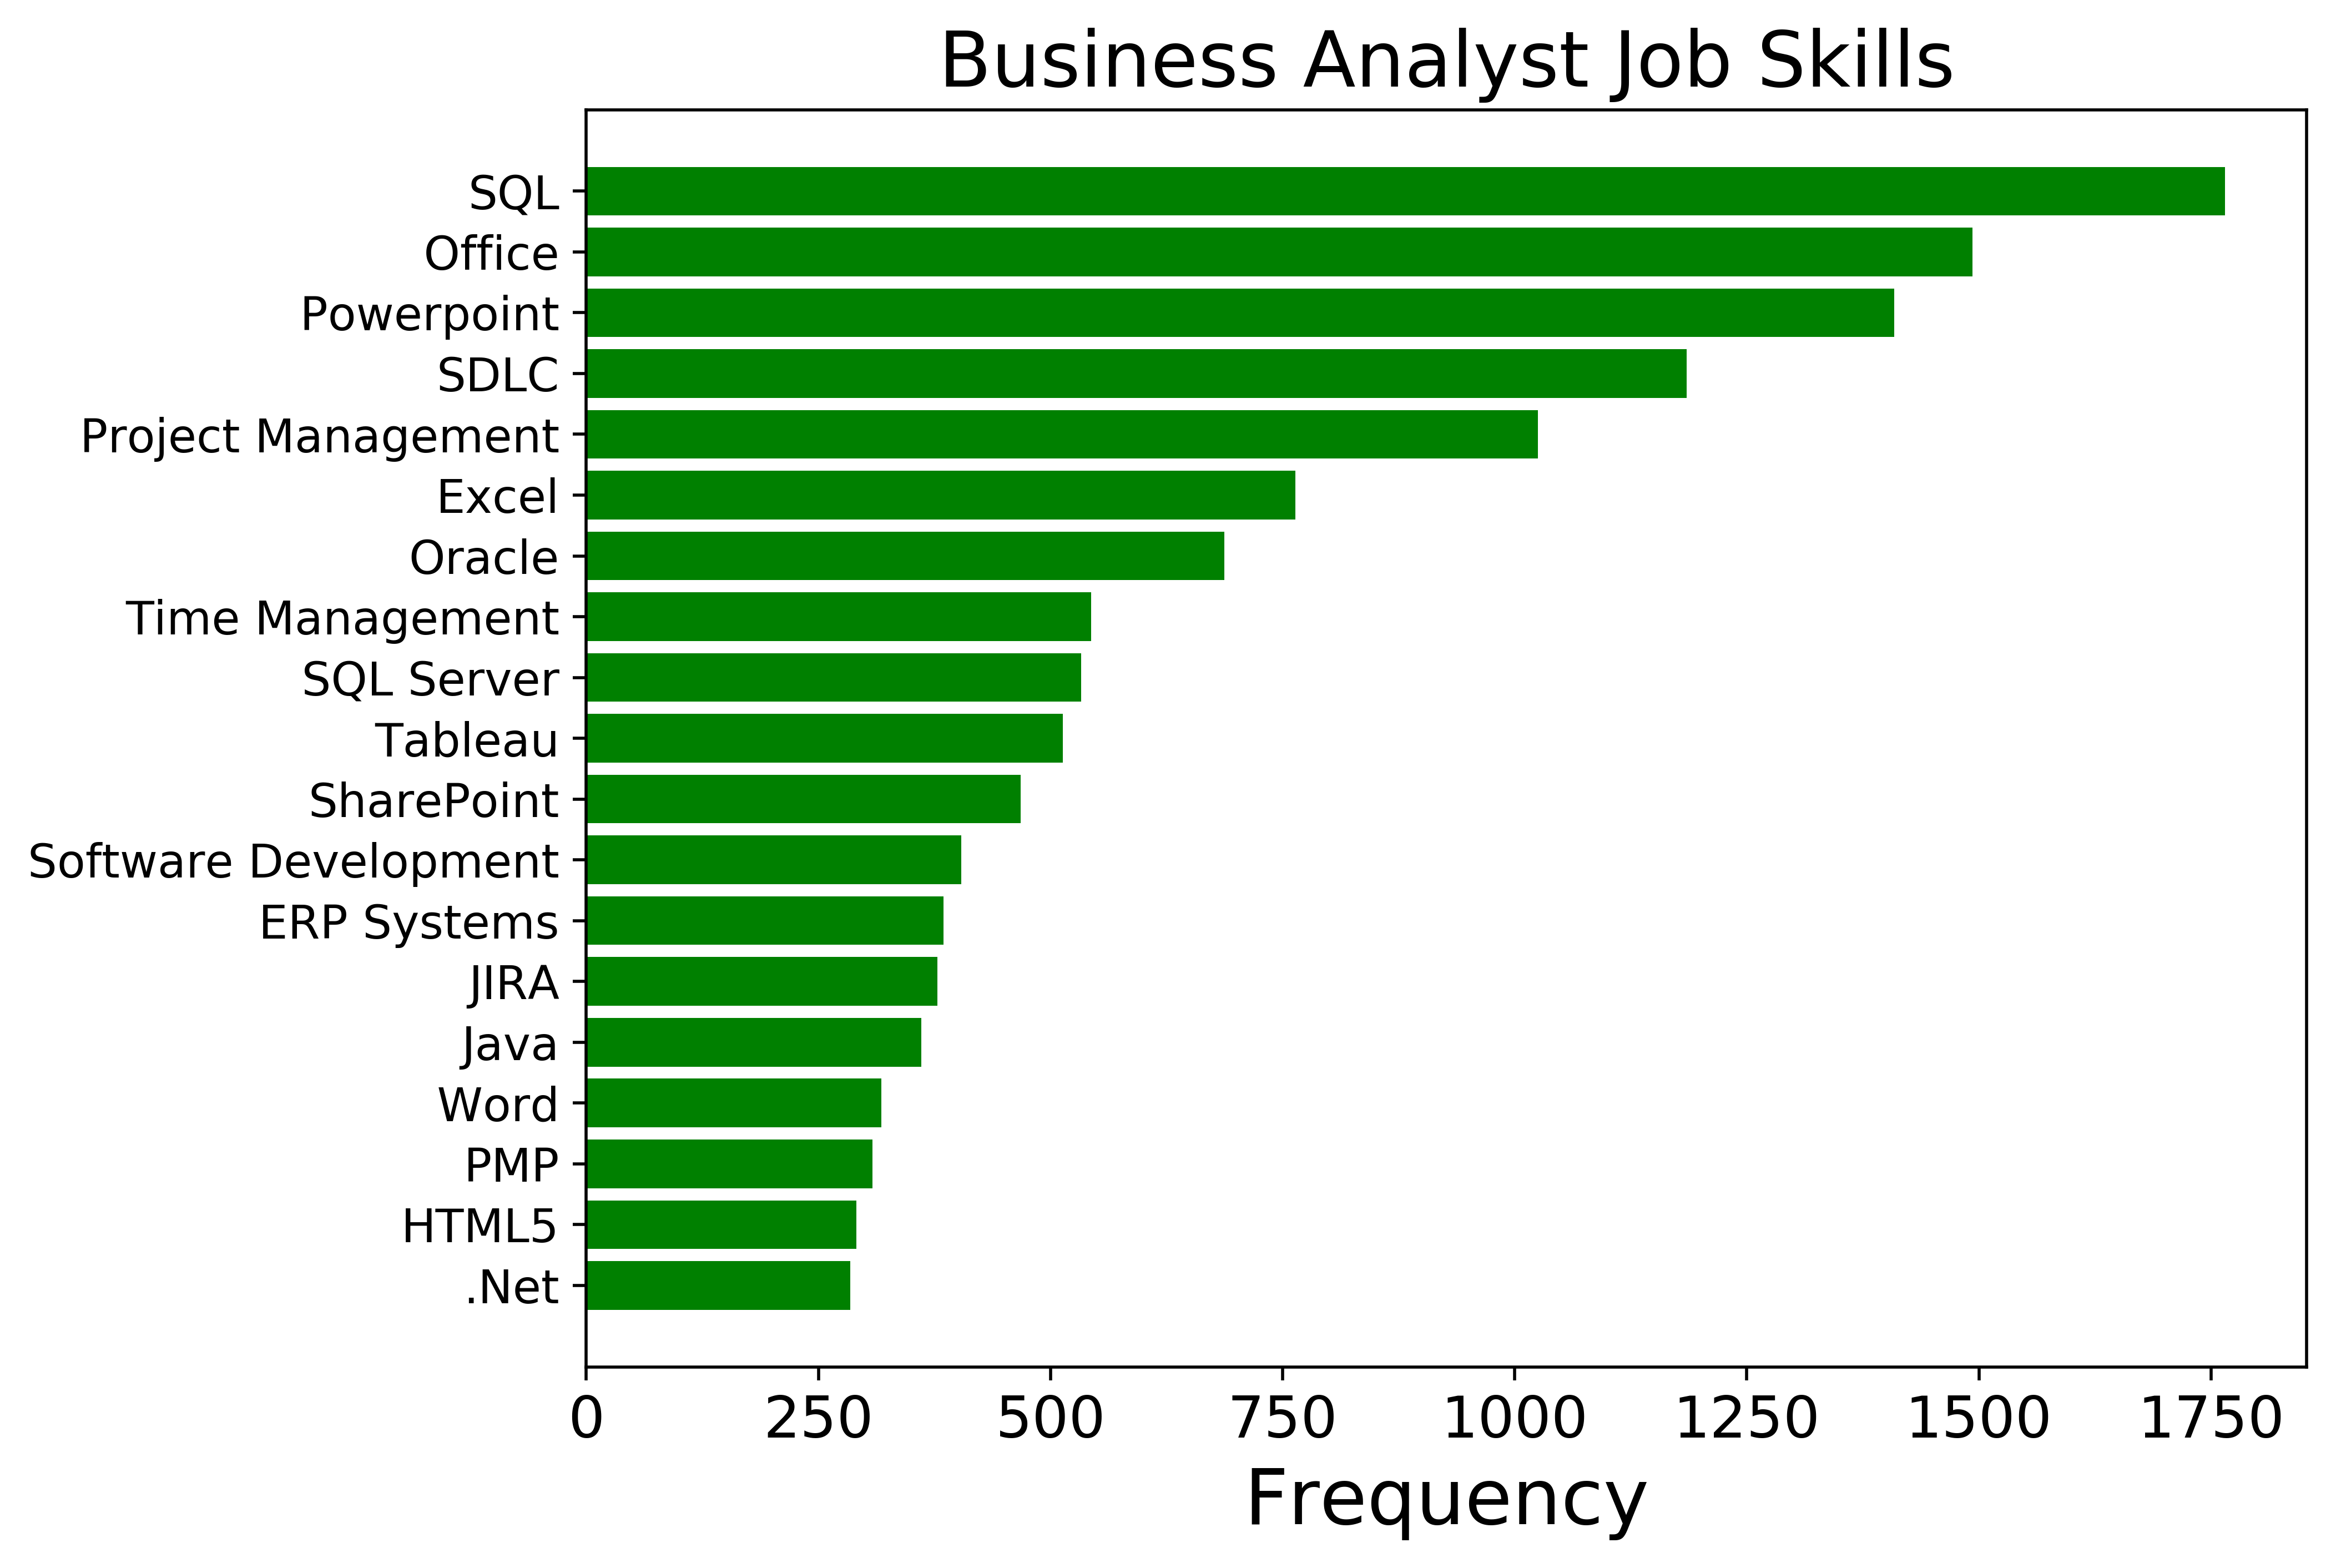 Business Analyst Job Skills
SQL
Office
Powerpoint
SDLC
Project Management
Excel
Oracle
Time Management
SQL Server
Tableau
SharePoint
Software Development
ERP Systems
JIRA
Java
Word
PMP
HTML5
.Net
0 250 500 750 1000 1250 1500 1750
Frequency